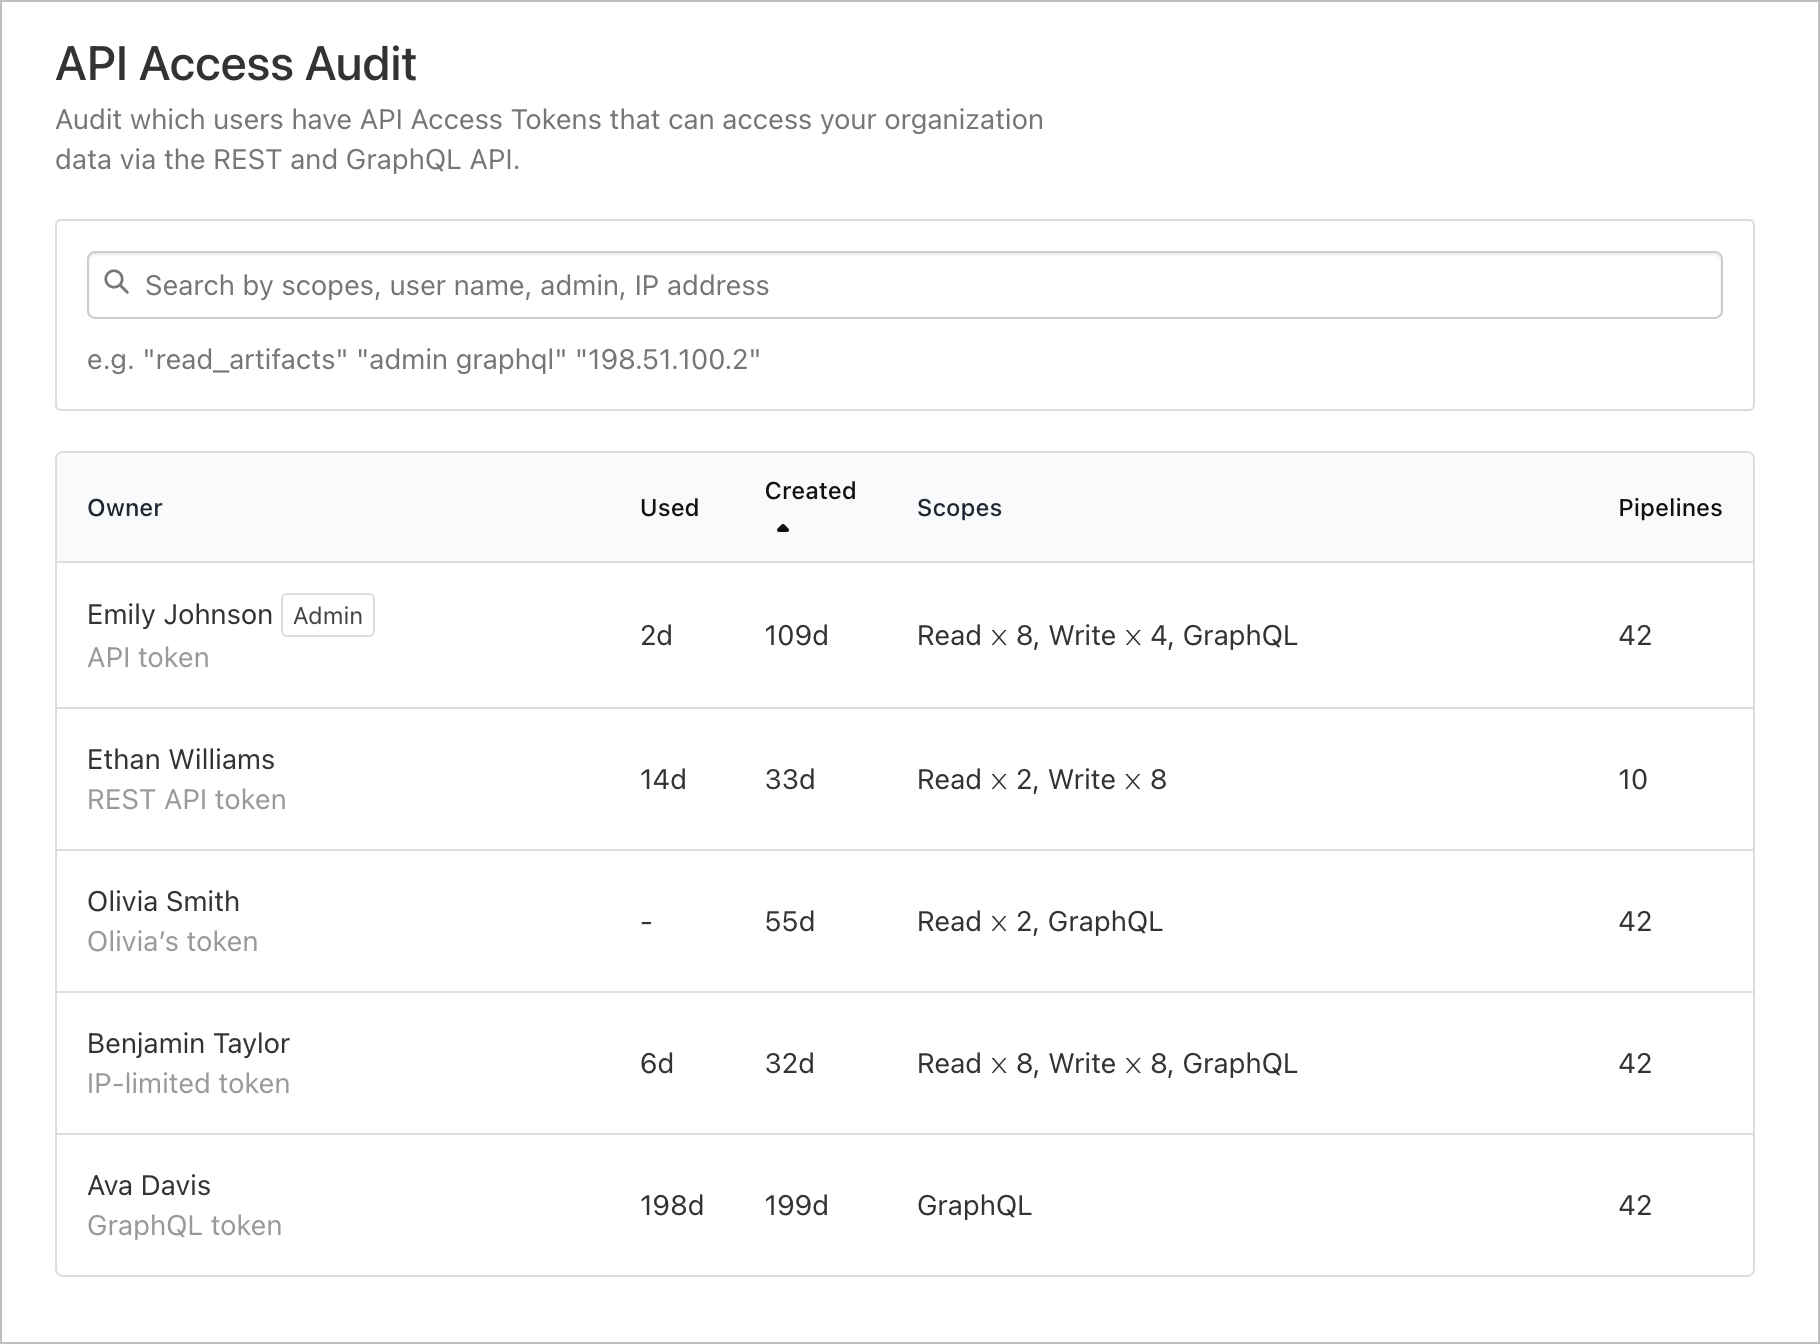 API Access Audit
Audit which users have API Access Tokens that can access your organization
data via the REST and GraphQL API.
Search by scopes, user name, admin, IP address
e.g. "read_artifacts" "admin graphql" "198.51.100.2"
Owner Used Created Scopes Pipelines
Emily Johnson Admin
API token
2d 109d Read × 8, Write × 4, GraphQL 42
Ethan Williams
REST API token
14d 33d Read × 2, Write × 8 10
Olivia Smith
Olivia’s token
- 55d Read × 2, GraphQL 42
Benjamin Taylor
IP-limited token
6d 32d Read × 8, Write × 8, GraphQL 42
Ava Davis
GraphQL token
198d 199d GraphQL 42